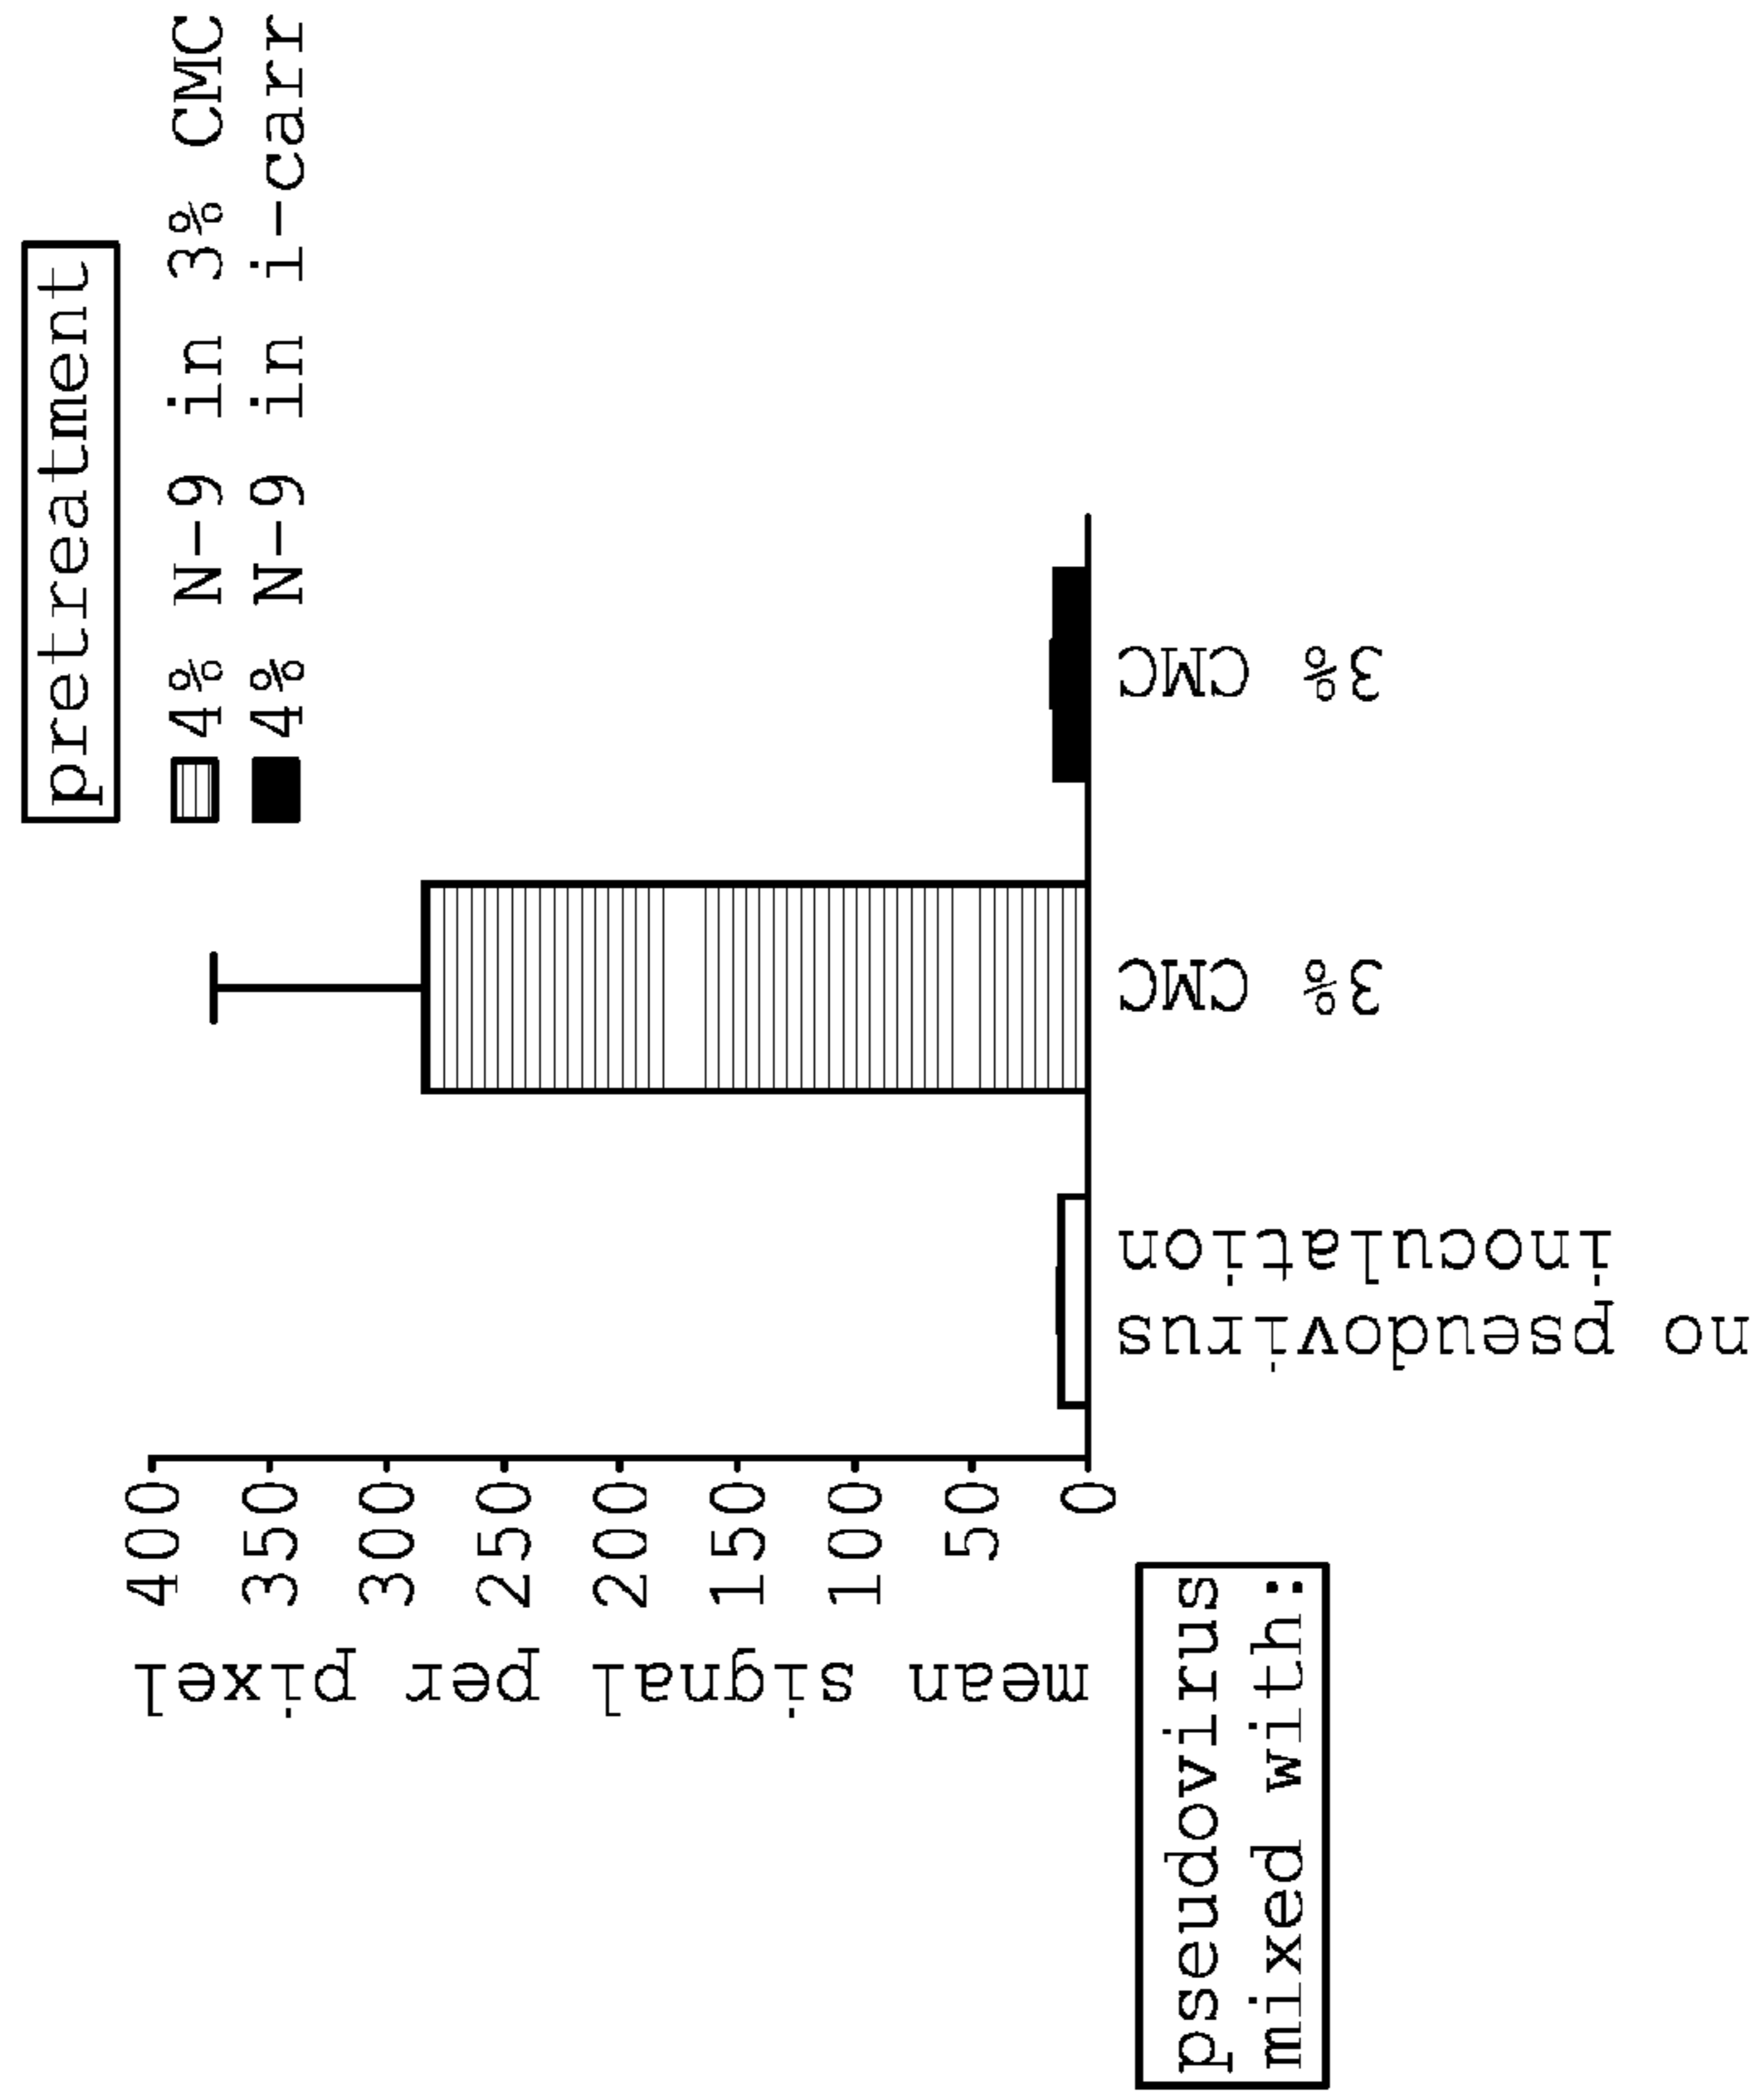 pretreatment
4% N-9 in 3% CMC
4% N-9 in i-carr
mean signal per pixel
400
350
300
250
200
150
100
50
0
pseudovirus
mixed with:
no pseudovirus
inoculation
3% CMC
3% CMC